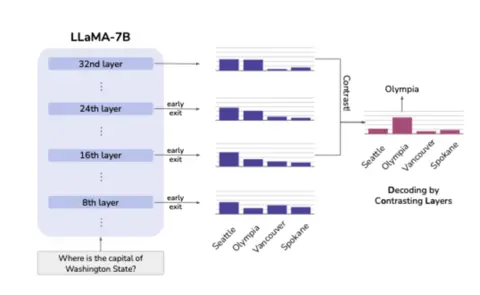 LLaMA-7B
32nd layer
24th layer
early
exit
16th layer
early
exit
8th layer
early
exit
Where is the capital of
Washington State?
Seattle
Olympia
Vancouver
Spokane
Contrast!
Olympia
Seattle
Olympia
Vancouver
Spokane
Decoding by
Contrasting Layers